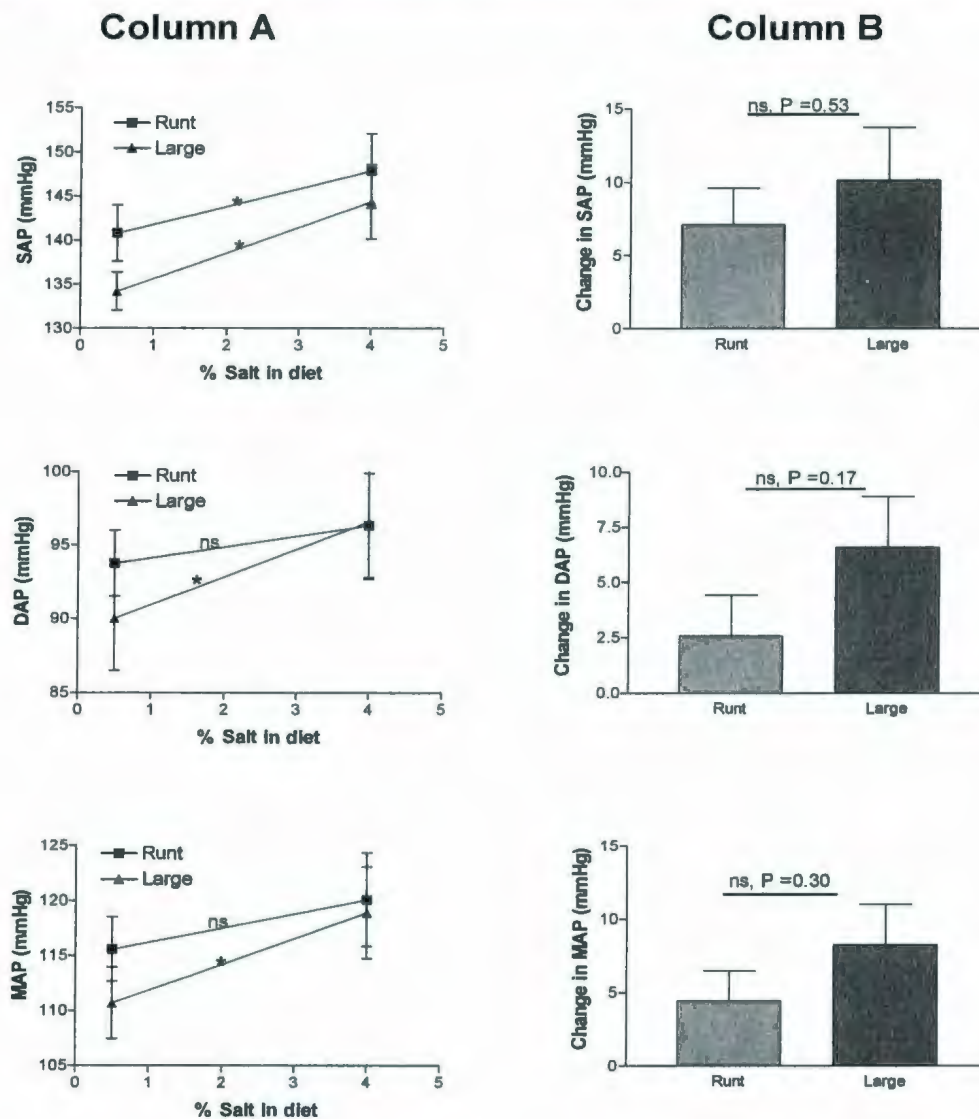 Column A
Column B
155
150
145
140
135
130
SAP (mmHg)
Runt
Large
*
*
0 1 2 3 4 5
% Salt in diet
15
10
5
0
Change in SAP (mmHg)
ns, P =0.53
Runt Large
100
95
90
85
DAP (mmHg)
Runt
Large
ns
*
0 1 2 3 4 5
% Salt in diet
10.0
7.5
5.0
2.5
0.0
Change in DAP (mmHg)
ns, P =0.17
Runt Large
125
120
115
110
105
MAP (mmHg)
Runt
Large
ns
*
0 1 2 3 4 5
% Salt in diet
15
10
5
0
Change in MAP (mmHg)
ns, P =0.30
Runt Large